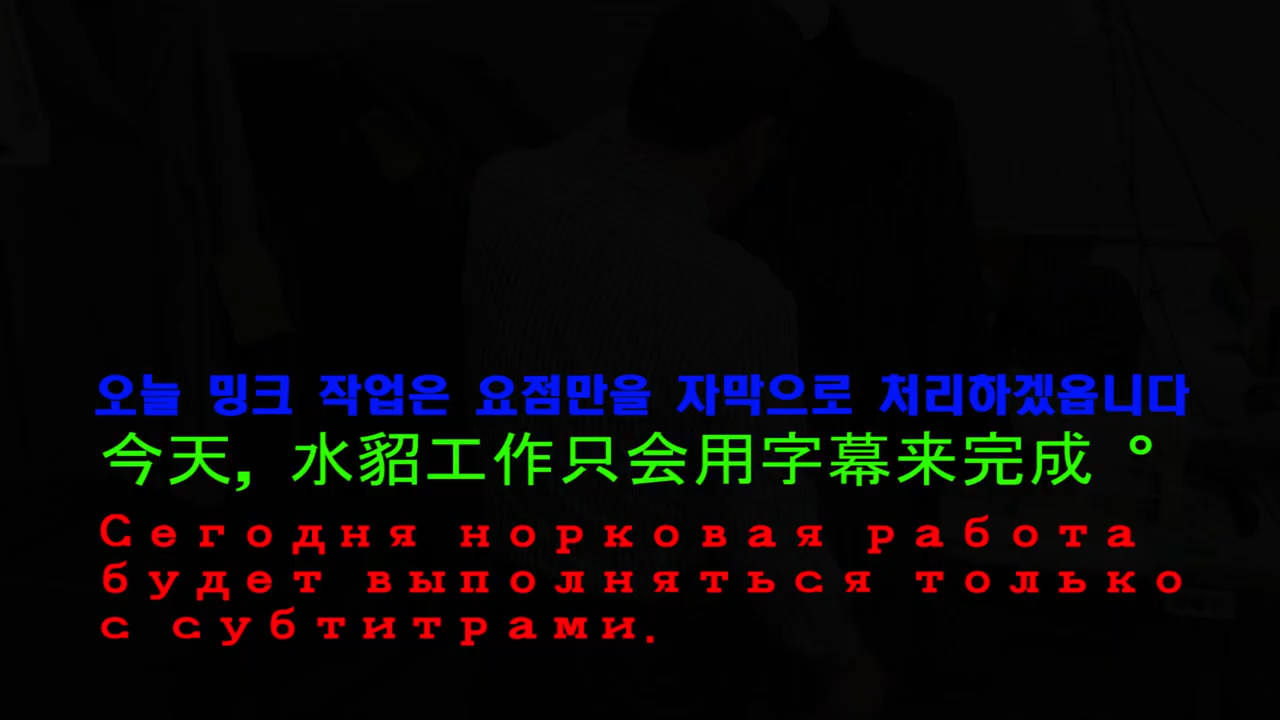 오늘 밍크 작업은 요점만을 자막으로 처리하겠읍니다
今天, 水貂工作只会用字幕来完成 °
Сегодня норковая работа
будет выполняться только
с субтитрами.